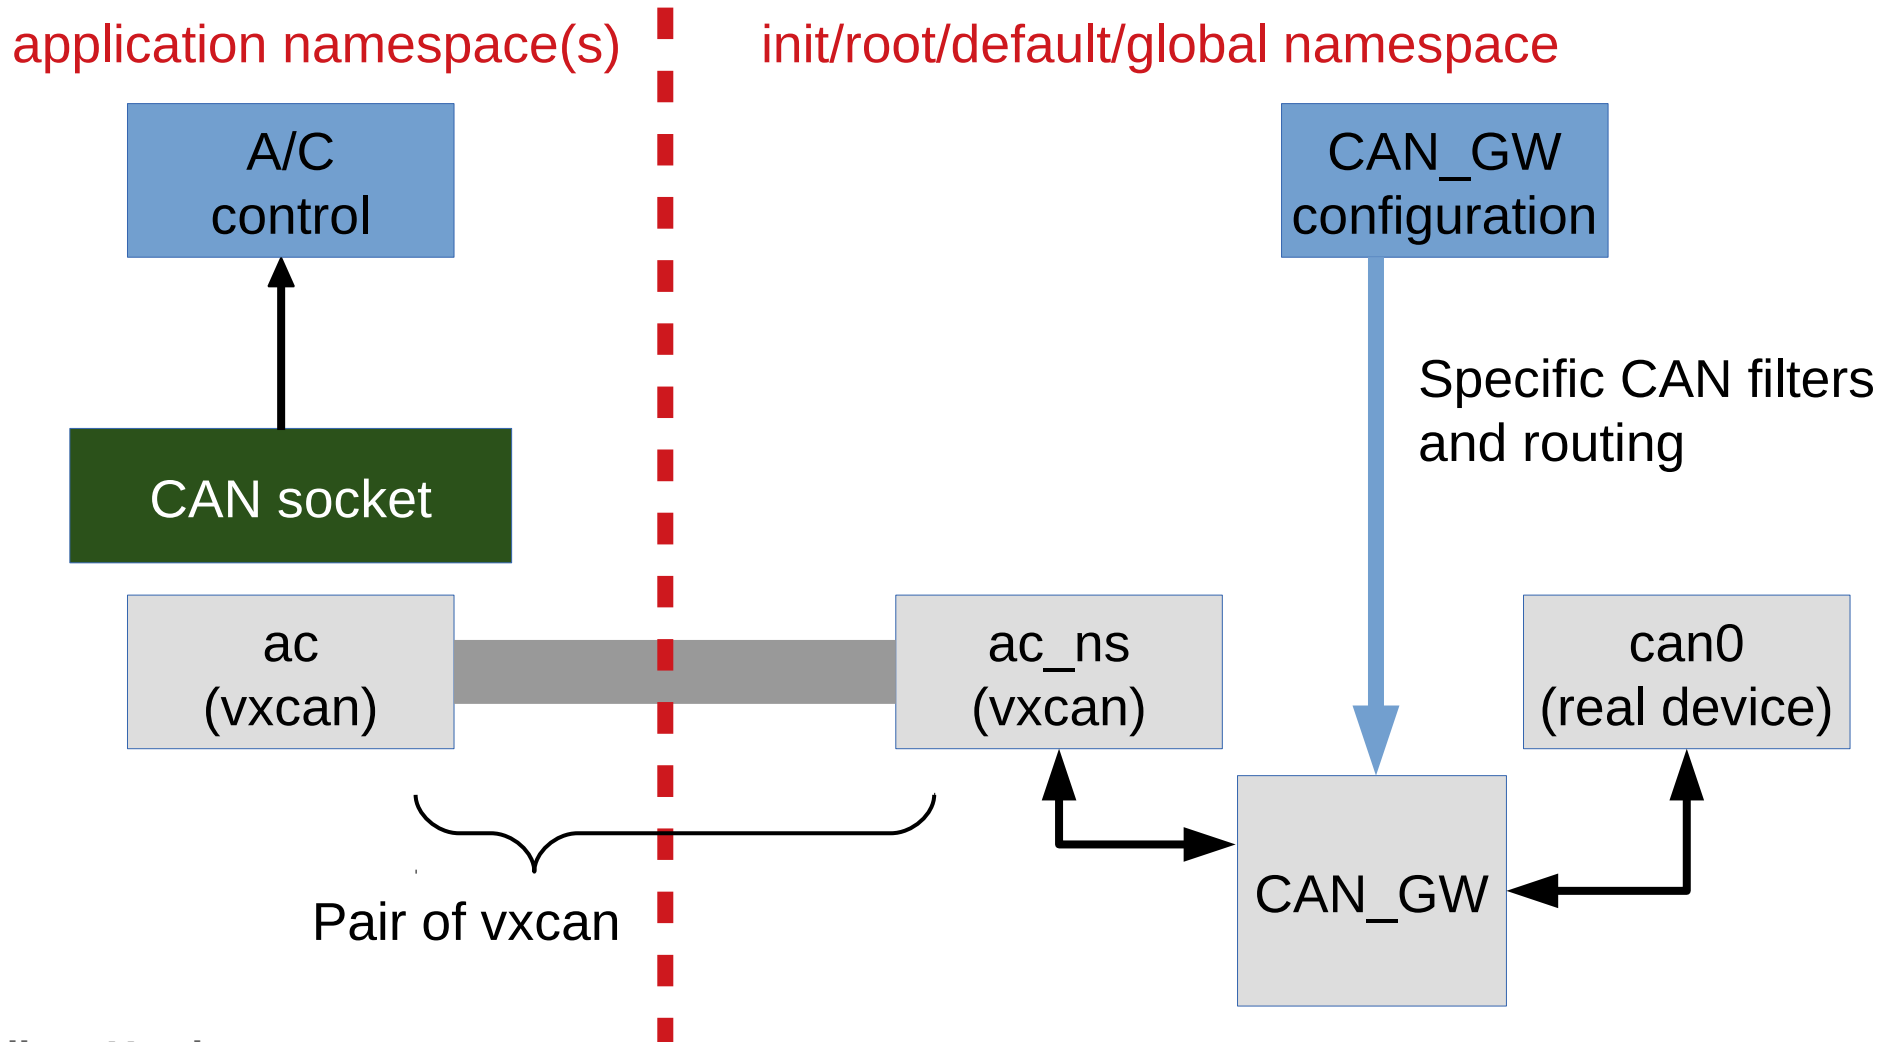 application namespace(s)
init/root/default/global namespace
A/C
control
CAN_GW
configuration
Specific CAN filters
and routing
CAN socket
ac
(vxcan)
ac_ns
(vxcan)
can0
(real device)
CAN_GW
Pair of vxcan